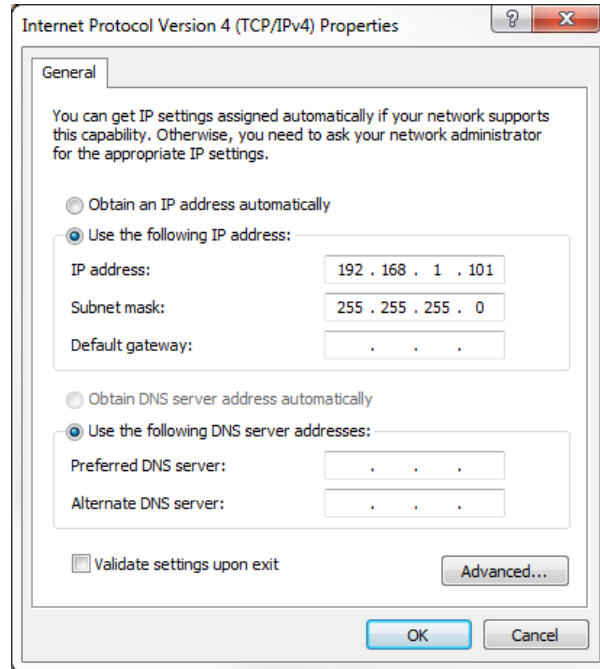 Internet Protocol Version 4 (TCP/IPv4) Properties
?
X
General
You can get IP settings assigned automatically if your network supports
this capability. Otherwise, you need to ask your network administrator
for the appropriate IP settings.
Obtain an IP address automatically
Use the following IP address:
IP address: 192 . 168 . 1 . 101
Subnet mask: 255 . 255 . 255 . 0
Default gateway: . . .
Obtain DNS server address automatically
Use the following DNS server addresses:
Preferred DNS server: . . .
Alternate DNS server: . . .
Validate settings upon exit
Advanced...
OK Cancel